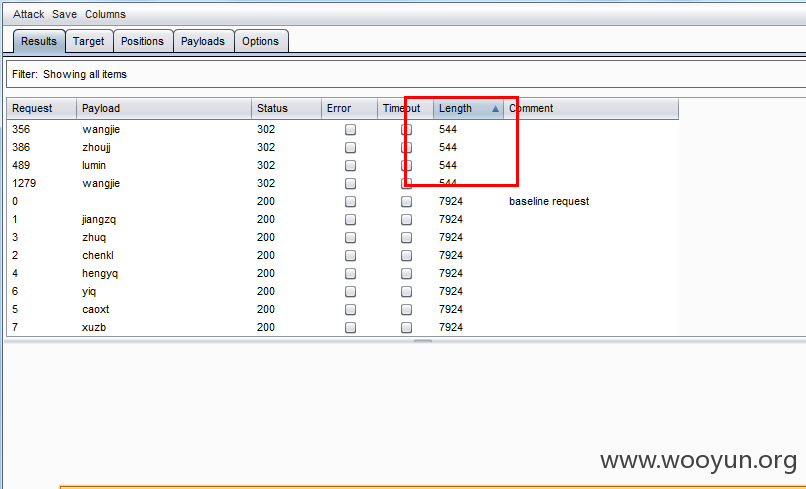 Attack Save Columns
Results Target Positions Payloads Options
Filter: Showing all items
Request Payload Status Error Timeout Length Comment
356 wangjie 302 544
386 zhoujj 302 544
489 lumin 302 544
1279 wangjie 302 544
0 200 7924 baseline request
1 jiangzq 200 7924
3 zhuq 200 7924
2 chenkl 200 7924
4 hengyq 200 7924
6 yiq 200 7924
5 caoxt 200 7924
7 xuzb 200 7924
www.wooyun.org